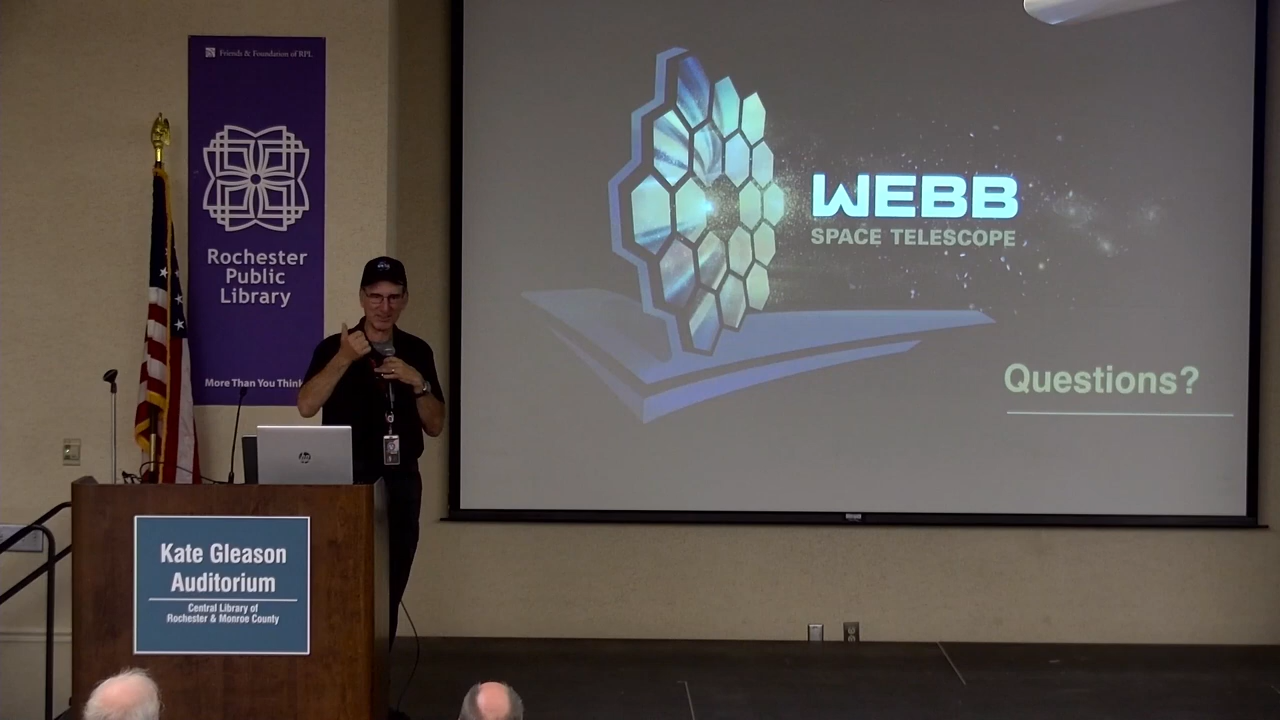 Friends & Foundation of RPL
Rochester
Public
Library
More Than You Think
WEBB
SPACE TELESCOPE
Questions?
hp
Kate Gleason
Auditorium
Central Library of
Rochester & Monroe County